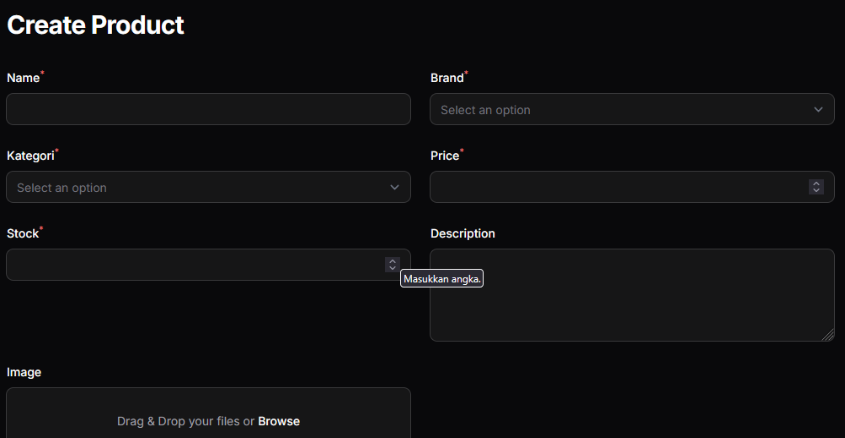 Create Product
Name*
Brand*
Select an option
Kategori*
Price*
Select an option
Stock*
Description
Masukkan angka.
Image
Drag & Drop your files or Browse